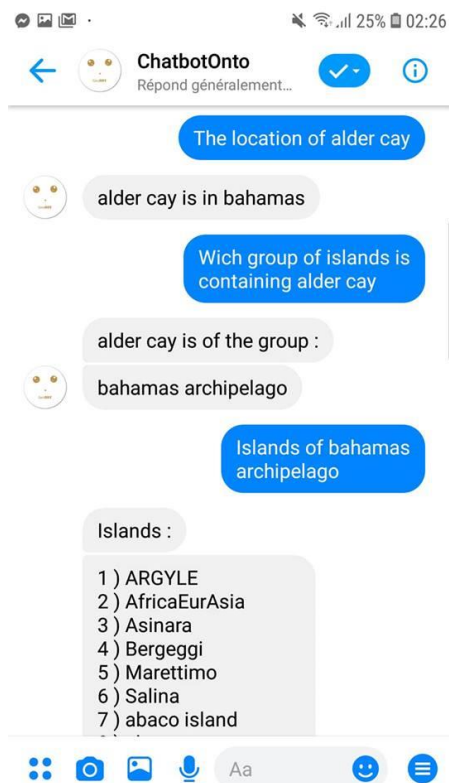 25% 02:26
ChatbotOnto
Répond généralement...
The location of alder cay
alder cay is in bahamas
Wich group of islands is
containing alder cay
alder cay is of the group :
bahamas archipelago
Islands of bahamas
archipelago
Islands :
1 ) ARGYLE
2 ) AfricaEurAsia
3 ) Asinara
4 ) Bergeggi
5 ) Marettimo
6 ) Salina
7 ) abaco island
Aa